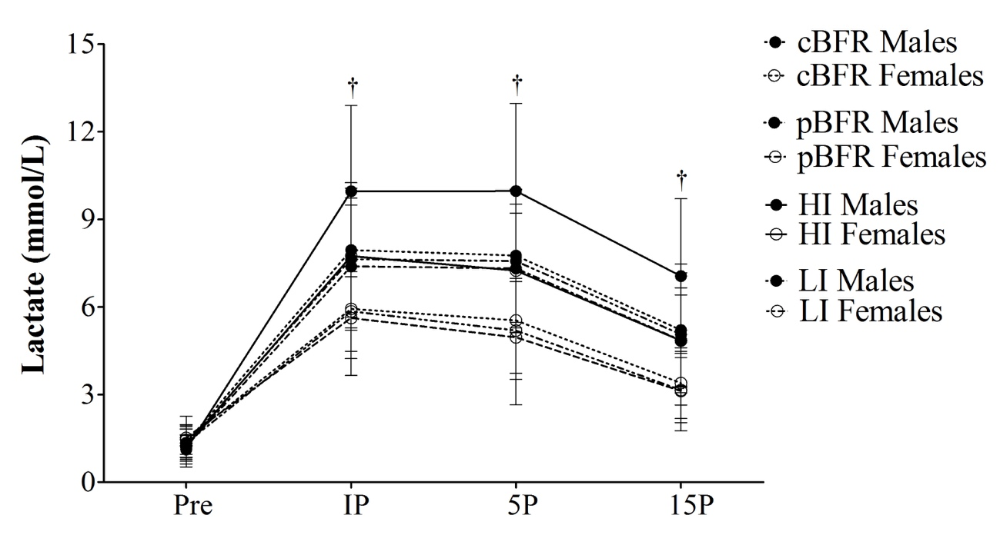 15
12
9
6
3
0
Lactate (mmol/L)
†
†
†
Pre
IP
5P
15P
cBFR Males
cBFR Females
pBFR Males
pBFR Females
HI Males
HI Females
LI Males
LI Females